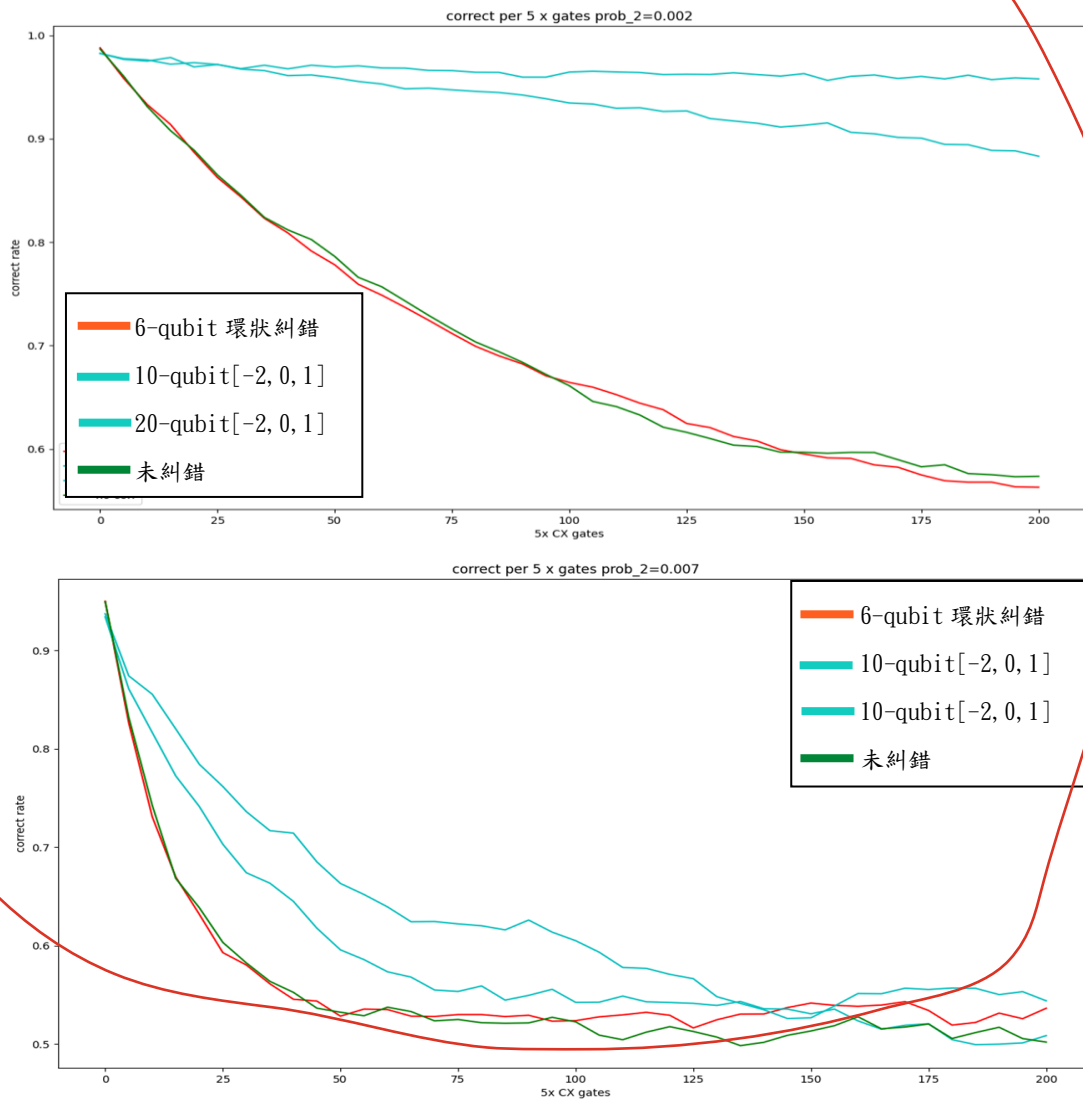 correct per 5 x gates prob_2=0.002
1.0
0.9
0.8
0.7
0.6
correct rate
6-qubit 環狀糾錯
10-qubit[-2,0,1]
20-qubit[-2,0,1]
未糾錯
0 25 50 75 100 125 150 175 200
5x CX gates
correct per 5 x gates prob_2=0.007
0.9
0.8
0.7
0.6
0.5
correct rate
6-qubit 環狀糾錯
10-qubit[-2,0,1]
10-qubit[-2,0,1]
未糾錯
0 25 50 75 100 125 150 175 200
5x CX gates